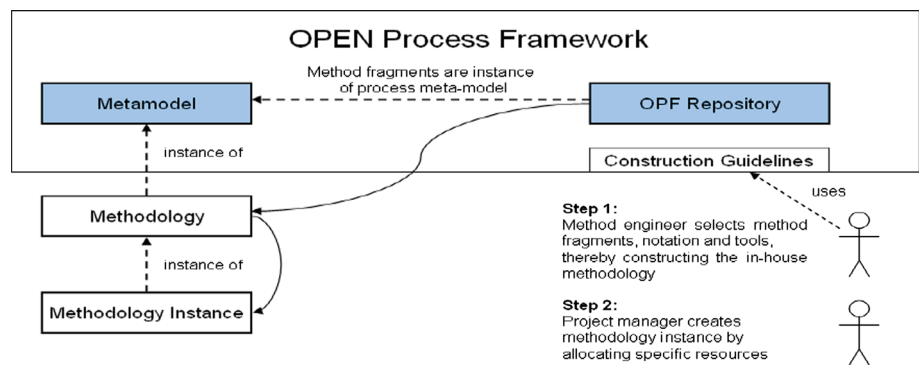 OPEN Process Framework
Method fragments are instance
of process meta-model
Metamodel
OPF Repository
instance of
Construction Guidelines
uses
Methodology
Step 1:
Method engineer selects method
fragments, notation and tools,
thereby constructing the in-house
methodology
instance of
Methodology Instance
Step 2:
Project manager creates
methodology instance by
allocating specific resources